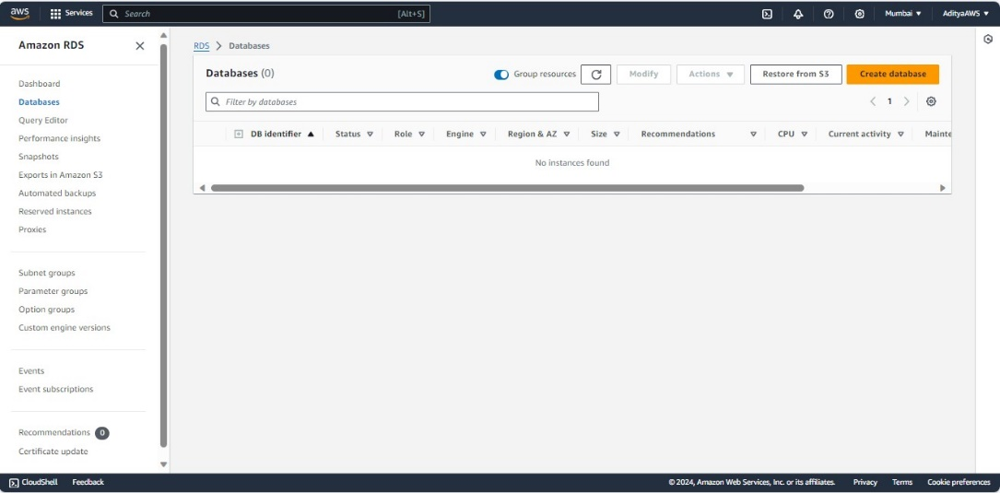 aws Services Search [Alt+S] Mumbai ▼ AdityaAWS ▼
Amazon RDS
Dashboard
Databases
Query Editor
Performance insights
Snapshots
Exports in Amazon S3
Automated backups
Reserved instances
Proxies
Subnet groups
Parameter groups
Option groups
Custom engine versions
Events
Event subscriptions
Recommendations 0
Certificate update
RDS > Databases
Databases (0) Group resources Modify Actions ▼ Restore from S3 Create database
Filter by databases 1
DB identifier Status Role Engine Region & AZ Size Recommendations CPU Current activity Mainte
No instances found
CloudShell Feedback © 2024, Amazon Web Services, Inc. or its affiliates. Privacy Terms Cookie preferences